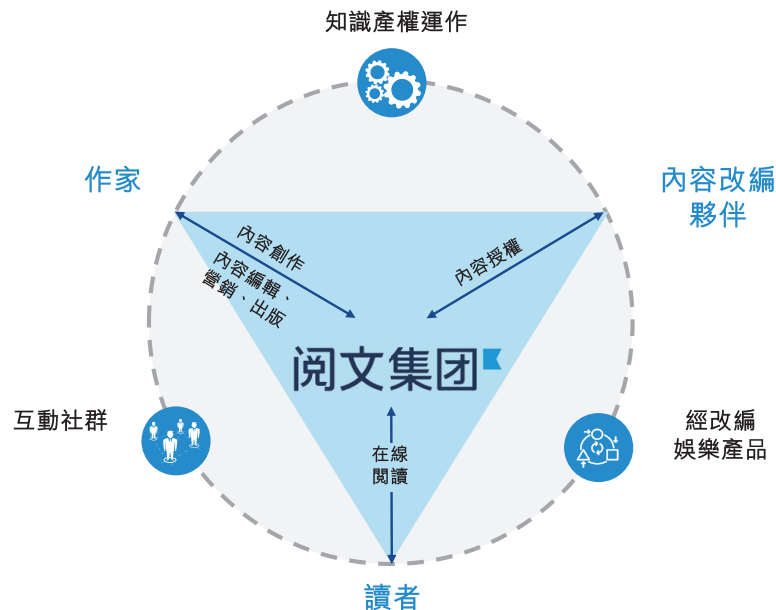 知識產權運作
作家
內容改編
夥伴
內容創作
內容編輯、
營銷、出版
內容授權
阅文集团
互動社群
在線
閱讀
經改編
娛樂產品
讀者